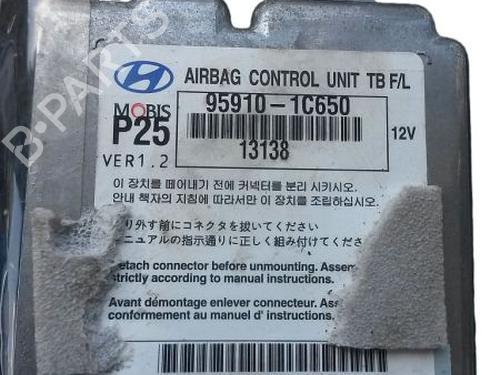 AIRBAG CONTROL UNIT TB F/L
MOBIS
95910-1C650
P25
13138
12V
VER1.2
이 장치를 떼어내기 전에 커넥터를 분리 시키시오.
안내 책자의 지침에 따라서만 이 장치를 조립하십시오.
り外す前にコネクタを抜いてください
ニュアルの指示通りに正しく組み付けてくだ
etach connector before unmounting. Assem
strictly according to manual instructions.
Avant démontage enlever connecteur. Assem
conformement au manuel d' instructions.
B-PARTS